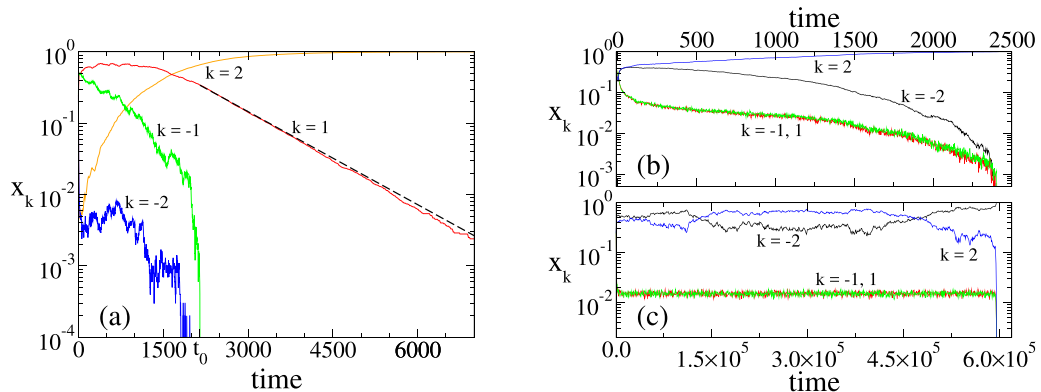 10^0
10^-1
10^-2
10^-3
10^-4
x_k
k = 2
k = -1
k = 1
k = -2
(a)
0 1500 t_0 3000 4500 6000
time
time
0 500 1000 1500 2000 2500
10^0
10^-1
10^-2
10^-3
x_k
k = 2
k = -2
k = -1, 1
(b)
10^0
10^-1
10^-2
x_k
k = -2
k = 2
k = -1, 1
(c)
0.0 1.5×10^5 3.0×10^5 4.5×10^5 6.0×10^5
time